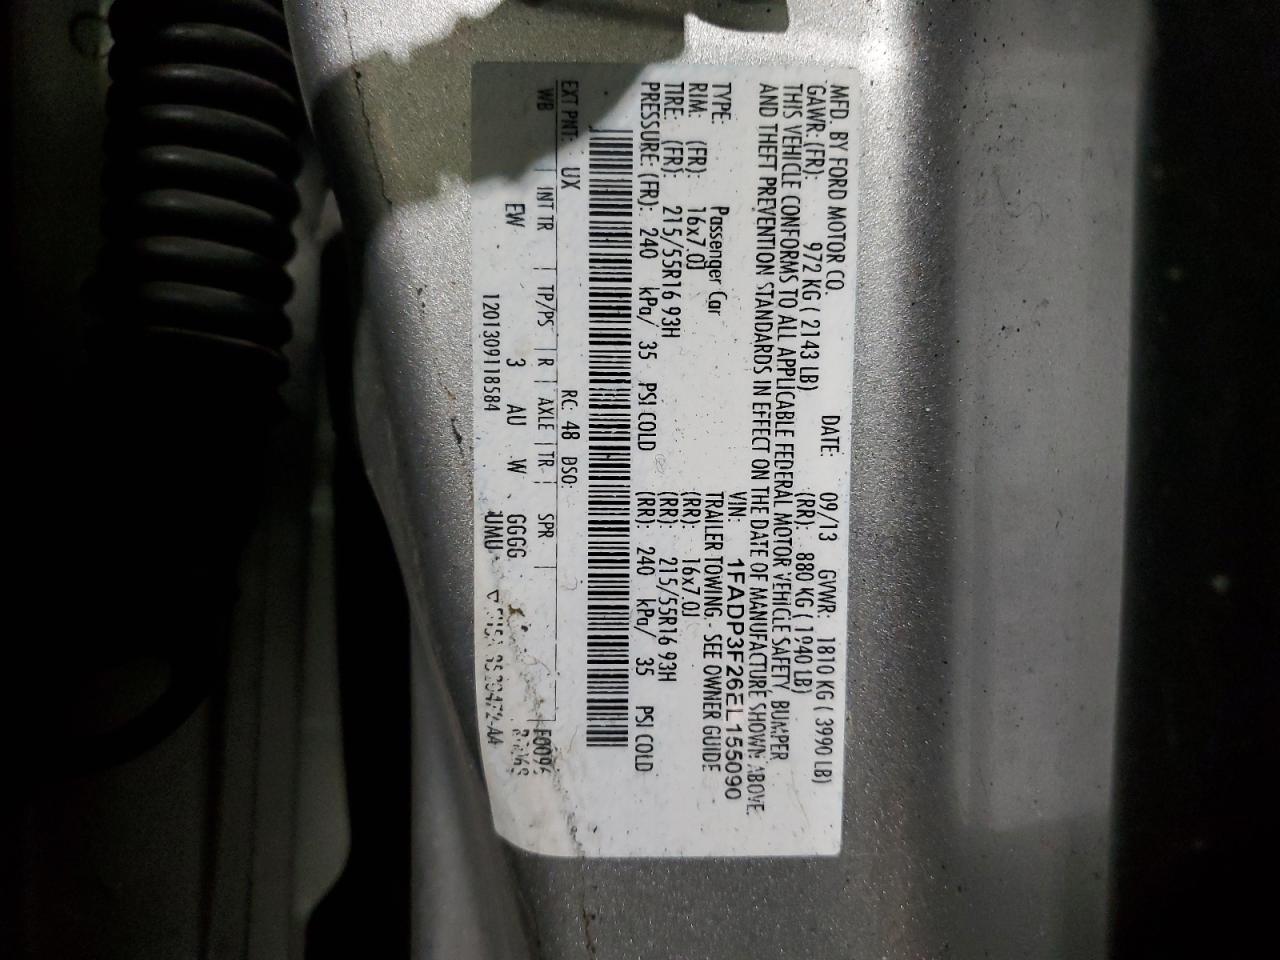 MFD. BY FORD MOTOR CO.
DATE: 09/13 GVWR: 1810 KG ( 3990 LB)
GAWR: (FR): 972 KG ( 2143 LB) (RR): 880 KG ( 1940 LB)
THIS VEHICLE CONFORMS TO ALL APPLICABLE FEDERAL MOTOR VEHICLE SAFETY, BUMPER
AND THEFT PREVENTION STANDARDS IN EFFECT ON THE DATE OF MANUFACTURE SHOWN ABOVE.
VIN: 1FADP3F26EL155090
TYPE: Passenger Car TRAILER TOWING - SEE OWNER GUIDE
RIM: (FR): 16x7.0J (RR): 16x7.0J
TIRE: (FR): 215/55R16 93H (RR): 215/55R16 93H
PRESSURE: (FR): 240 kPa/ 35 PSI COLD (RR): 240 kPa/ 35 PSI COLD
EXT PNT: UX RC: 48 DSO:
WB | INT TR | TP/PS | R | AXLE | TR | SPR |
EW 3 AU W GGGG
1201309118584 UMU